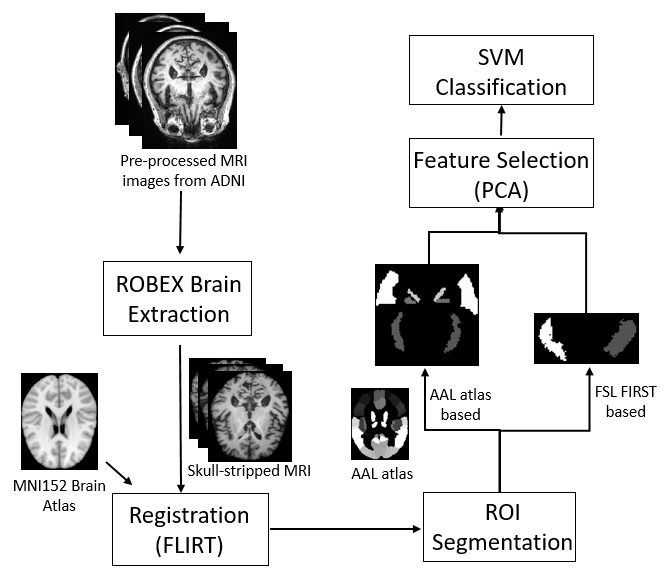 Pre-processed MRI
images from ADNI
ROBEX Brain
Extraction
Skull-stripped MRI
MNI152 Brain
Atlas
Registration
(FLIRT)
ROI
Segmentation
AAL atlas
AAL atlas
based
FSL FIRST
based
Feature Selection
(PCA)
SVM
Classification